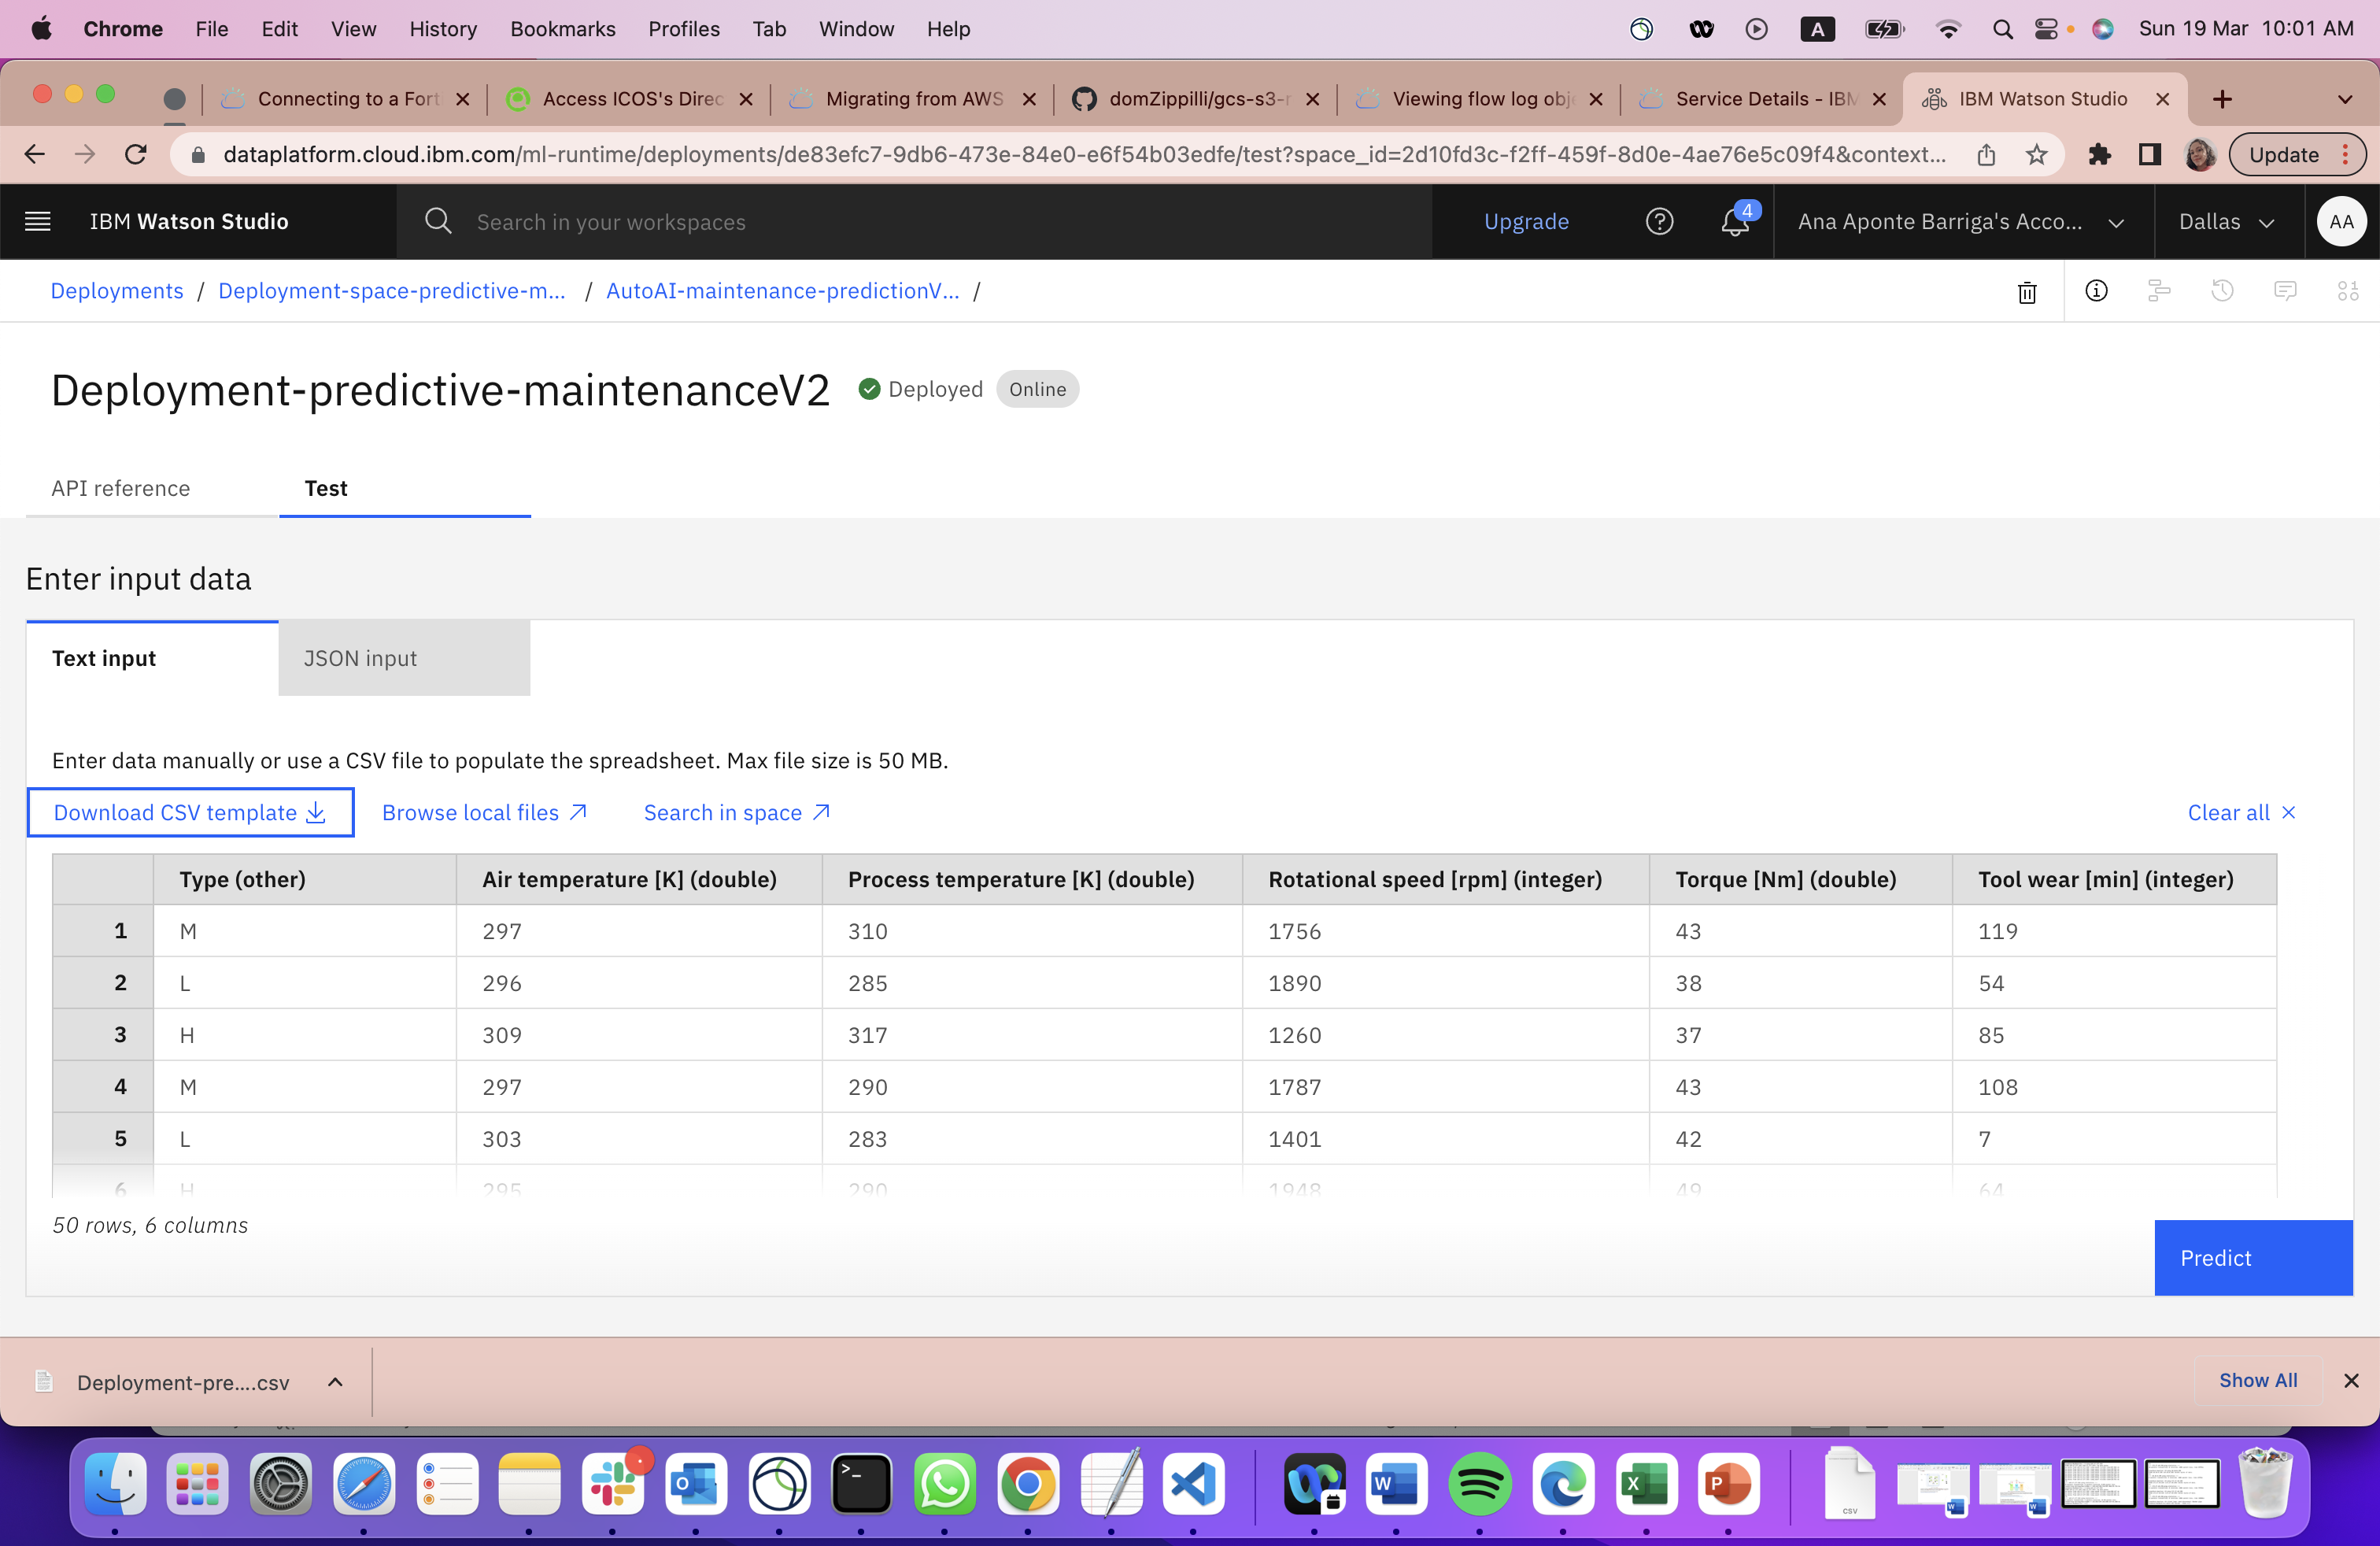 Chrome File Edit View History Bookmarks Profiles Tab Window Help A Sun 19 Mar 10:01 AM
Connecting to a Fort Access ICOS's Direc Migrating from AWS domZippilli/gcs-s3-r Viewing flow log obj Service Details - IBM IBM Watson Studio
dataplatform.cloud.ibm.com/ml-runtime/deployments/de83efc7-9db6-473e-84e0-e6f54b03edfe/test?space_id=2d10fd3c-f2ff-459f-8d0e-4ae76e5c09f4&context... Update
IBM Watson Studio Search in your workspaces Upgrade 4 Ana Aponte Barriga's Acco... Dallas AA
Deployments / Deployment-space-predictive-m... / AutoAI-maintenance-predictionV... /
Deployment-predictive-maintenanceV2 Deployed Online
API reference Test
Enter input data
Text input JSON input
Enter data manually or use a CSV file to populate the spreadsheet. Max file size is 50 MB.
Download CSV template Browse local files Search in space Clear all
Type (other) Air temperature [K] (double) Process temperature [K] (double) Rotational speed [rpm] (integer) Torque [Nm] (double) Tool wear [min] (integer)
1 M 297 310 1756 43 119
2 L 296 285 1890 38 54
3 H 309 317 1260 37 85
4 M 297 290 1787 43 108
5 L 303 283 1401 42 7
6 H 295 290 1948 49 64
50 rows, 6 columns
Predict
Deployment-pre....csv Show All
CSV